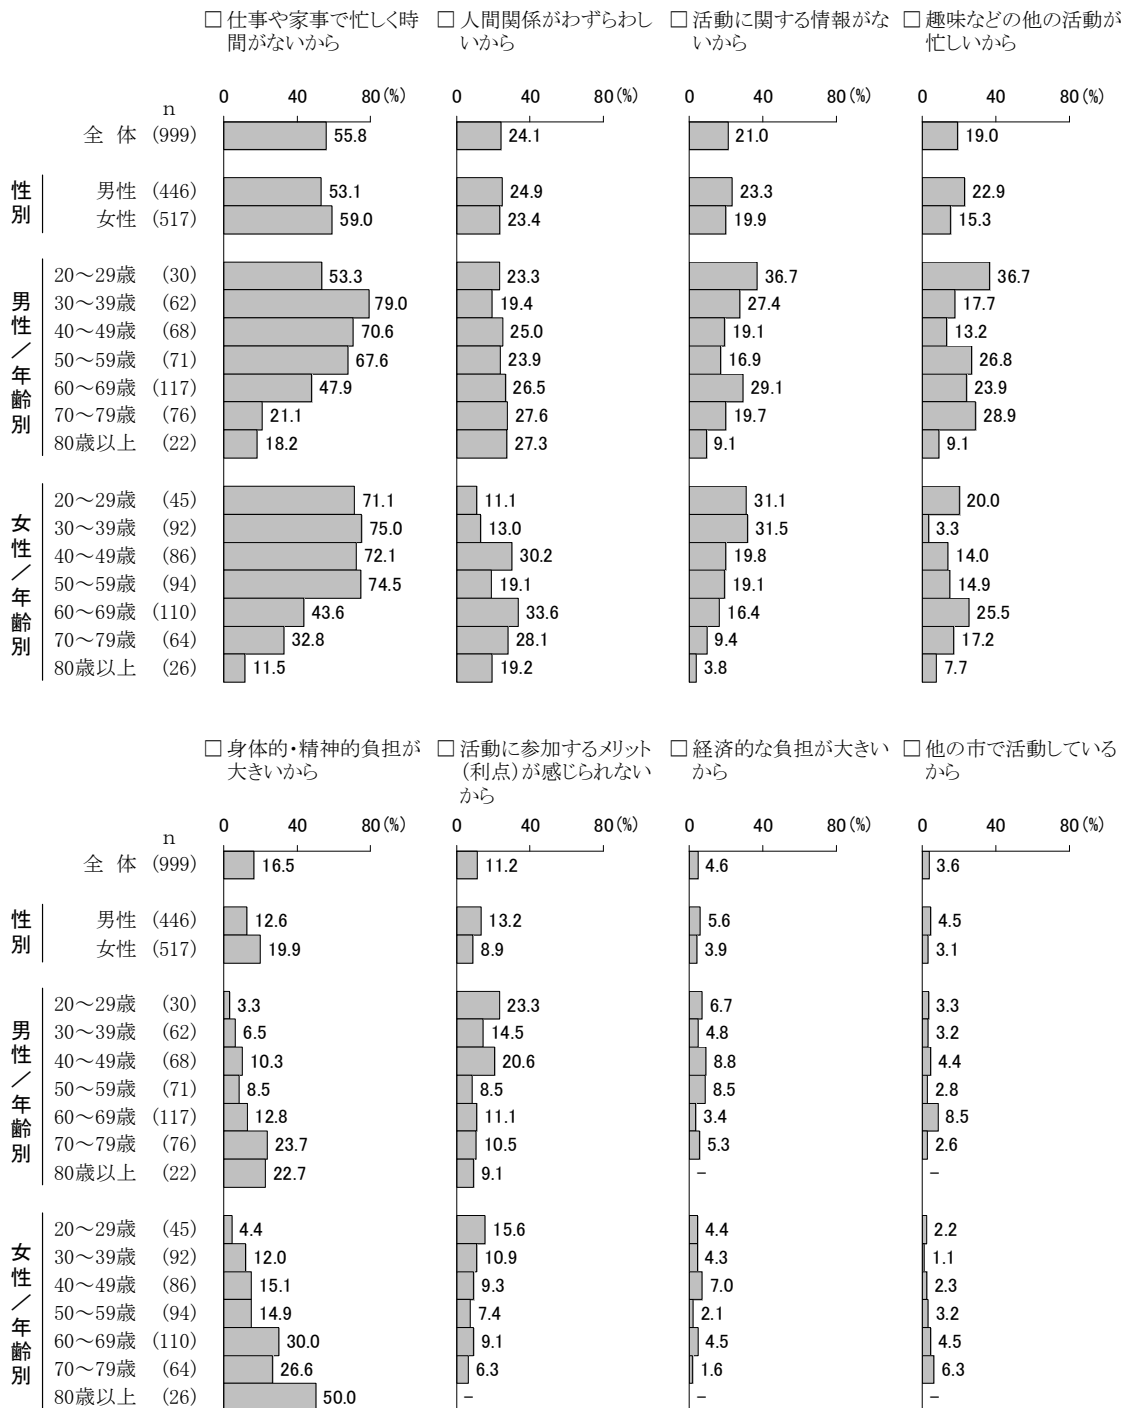 □ 仕事や家事で忙しく時間がないから
□ 人間関係がわずらわしいから
□ 活動に関する情報がないから
□ 趣味などの他の活動が忙しいから
n 0 40 80(%) 0 40 80(%) 0 40 80(%) 0 40 80(%)
全 体 (999) 55.8 24.1 21.0 19.0
性別
男性 (446) 53.1 24.9 23.3 22.9
女性 (517) 59.0 23.4 19.9 15.3
男性/年齢別
20~29歳 (30) 53.3 23.3 36.7 36.7
30~39歳 (62) 79.0 19.4 27.4 17.7
40~49歳 (68) 70.6 25.0 19.1 13.2
50~59歳 (71) 67.6 23.9 16.9 26.8
60~69歳 (117) 47.9 26.5 29.1 23.9
70~79歳 (76) 21.1 27.6 19.7 28.9
80歳以上 (22) 18.2 27.3 9.1 9.1
女性/年齢別
20~29歳 (45) 71.1 11.1 31.1 20.0
30~39歳 (92) 75.0 13.0 31.5 3.3
40~49歳 (86) 72.1 30.2 19.8 14.0
50~59歳 (94) 74.5 19.1 19.1 14.9
60~69歳 (110) 43.6 33.6 16.4 25.5
70~79歳 (64) 32.8 28.1 9.4 17.2
80歳以上 (26) 11.5 19.2 3.8 7.7
□ 身体的・精神的負担が大きいから
□ 活動に参加するメリット(利点)が感じられないから
□ 経済的な負担が大きいから
□ 他の市で活動しているから
n 0 40 80(%) 0 40 80(%) 0 40 80(%) 0 40 80(%)
全 体 (999) 16.5 11.2 4.6 3.6
性別
男性 (446) 12.6 13.2 5.6 4.5
女性 (517) 19.9 8.9 3.9 3.1
男性/年齢別
20~29歳 (30) 3.3 23.3 6.7 3.3
30~39歳 (62) 6.5 14.5 4.8 3.2
40~49歳 (68) 10.3 20.6 8.8 4.4
50~59歳 (71) 8.5 8.5 8.5 2.8
60~69歳 (117) 12.8 11.1 3.4 8.5
70~79歳 (76) 23.7 10.5 5.3 2.6
80歳以上 (22) 22.7 9.1 - -
女性/年齢別
20~29歳 (45) 4.4 15.6 4.4 2.2
30~39歳 (92) 12.0 10.9 4.3 1.1
40~49歳 (86) 15.1 9.3 7.0 2.3
50~59歳 (94) 14.9 7.4 2.1 3.2
60~69歳 (110) 30.0 9.1 4.5 4.5
70~79歳 (64) 26.6 6.3 1.6 6.3
80歳以上 (26) 50.0 - - -